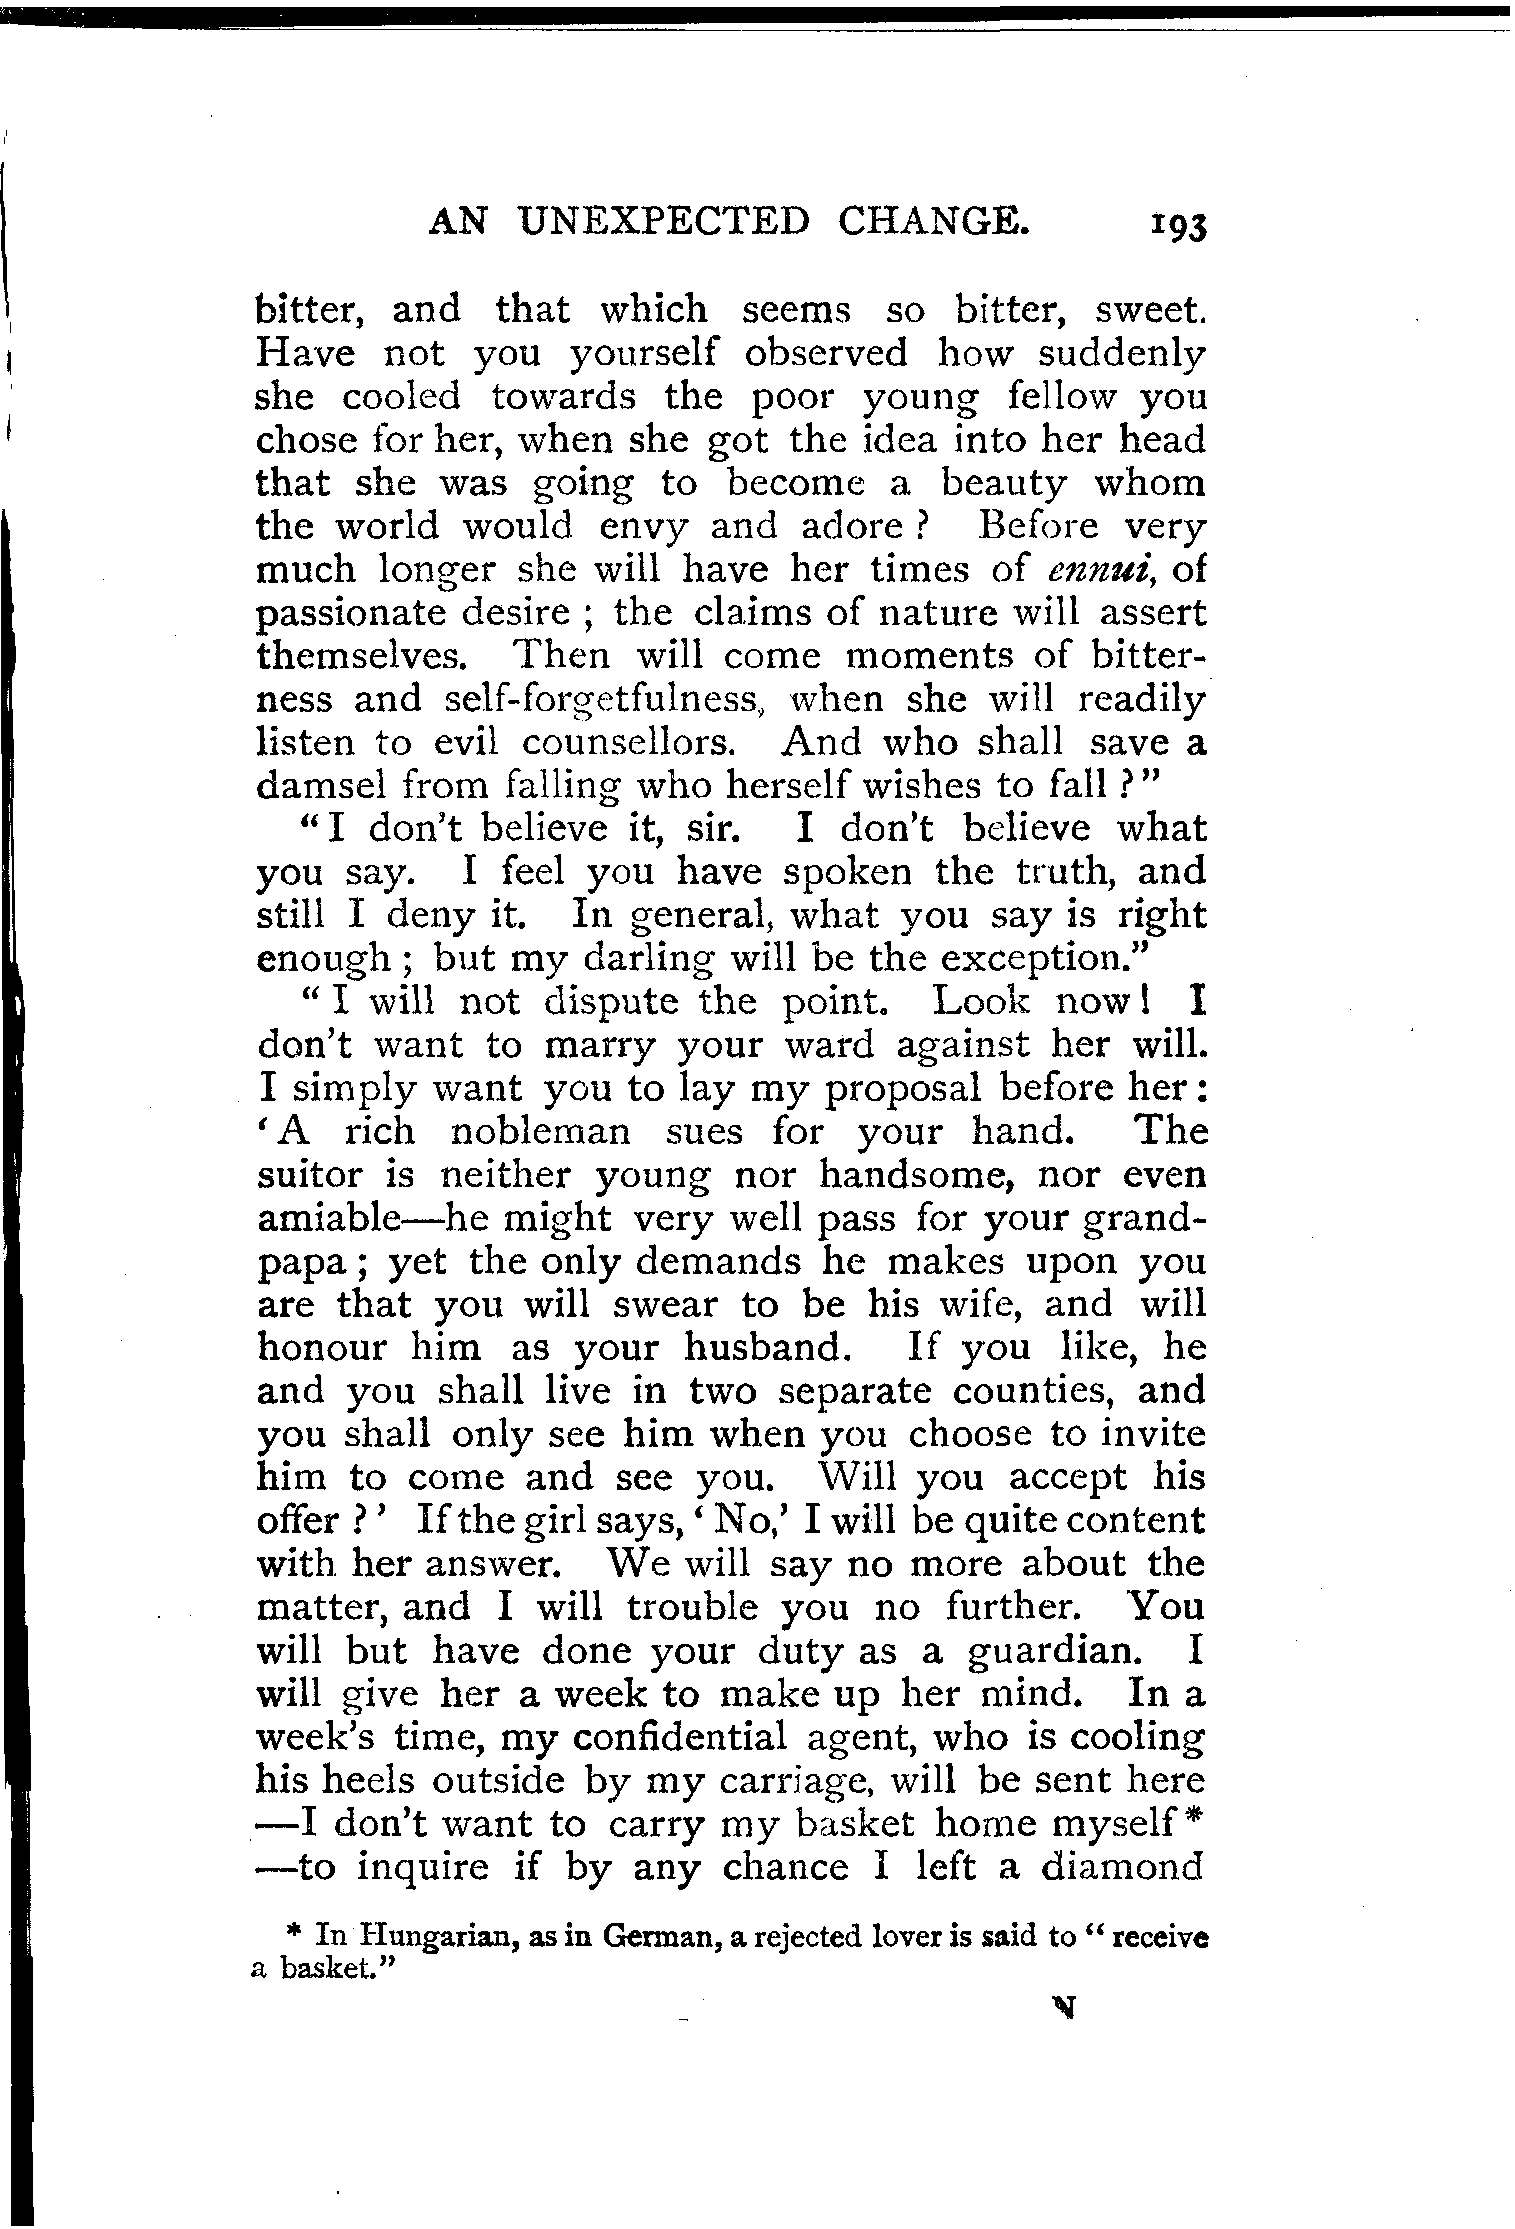 AN UNEXPECTED CHANGE. 193
bitter, and that which seems so bitter, sweet.
Have not you yourself observed how suddenly
she cooled towards the poor young fellow you
chose for her, when she got the idea into her head
that she was going to become a beauty whom
the world would envy and adore ? Before very
much longer she will have her times of ennui, of
passionate desire ; the claims of nature will assert
themselves. Then will come moments of bitter-
ness and self-forgetfulness, when she will readily
listen to evil counsellors. And who shall save a
damsel from falling who herself wishes to fall ?"
"I don't believe it, sir. I don't believe what
you say. I feel you have spoken the truth, and
still I deny it. In general, what you say is right
enough ; but my darling will be the exception."
"I will not dispute the point. Look now! I
don't want to marry your ward against her will.
I simply want you to lay my proposal before her :
'A rich nobleman sues for your hand. The
suitor is neither young nor handsome, nor even
amiable—he might very well pass for your grand-
papa ; yet the only demands he makes upon you
are that you will swear to be his wife, and will
honour him as your husband. If you like, he
and you shall live in two separate counties, and
you shall only see him when you choose to invite
him to come and see you. Will you accept his
offer ?' If the girl says, 'No,' I will be quite content
with her answer. We will say no more about the
matter, and I will trouble you no further. You
will but have done your duty as a guardian. I
will give her a week to make up her mind. In a
week's time, my confidential agent, who is cooling
his heels outside by my carriage, will be sent here
—I don't want to carry my basket home myself*
—to inquire if by any chance I left a diamond
* In Hungarian, as in German, a rejected lover is said to "receive
a basket."
N